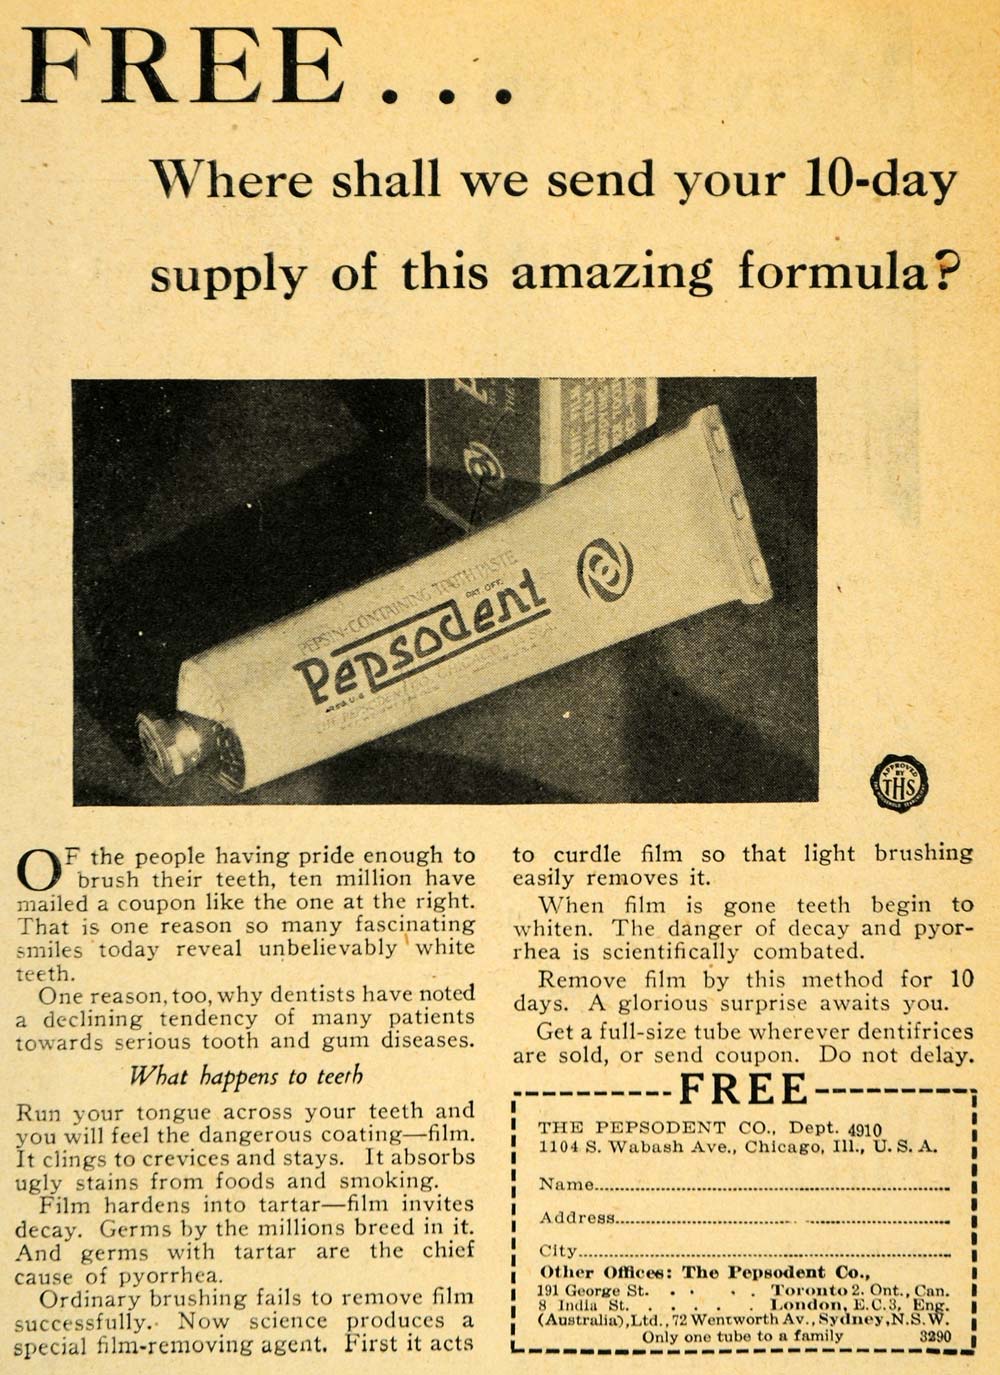 FREE...
Where shall we send your 10-day
supply of this amazing formula?
PEPSIN-CONTAINING TOOTH PASTE
Pepsodent
APPROVED
BY
THS
OF the people having pride enough to
brush their teeth, ten million have
mailed a coupon like the one at the right.
That is one reason so many fascinating
smiles today reveal unbelievably white
teeth.
One reason, too, why dentists have noted
a declining tendency of many patients
towards serious tooth and gum diseases.
What happens to teeth
Run your tongue across your teeth and
you will feel the dangerous coating—film.
It clings to crevices and stays. It absorbs
ugly stains from foods and smoking.
Film hardens into tartar—film invites
decay. Germs by the millions breed in it.
And germs with tartar are the chief
cause of pyorrhea.
Ordinary brushing fails to remove film
successfully. Now science produces a
special film-removing agent. First it acts
to curdle film so that light brushing
easily removes it.
When film is gone teeth begin to
whiten. The danger of decay and pyor-
rhea is scientifically combated.
Remove film by this method for 10
days. A glorious surprise awaits you.
Get a full-size tube wherever dentifrices
are sold, or send coupon. Do not delay.
FREE
THE PEPSODENT CO., Dept. 4910
1104 S. Wabash Ave., Chicago, Ill., U. S. A.
Name
Address
City
Other Offices: The Pepsodent Co.,
191 George St. . . . . Toronto 2. Ont., Can.
8 India St. . . . . . London, E.C.3, Eng.
(Australia), Ltd., 72 Wentworth Av., Sydney, N.S.W.
Only one tube to a family 3290